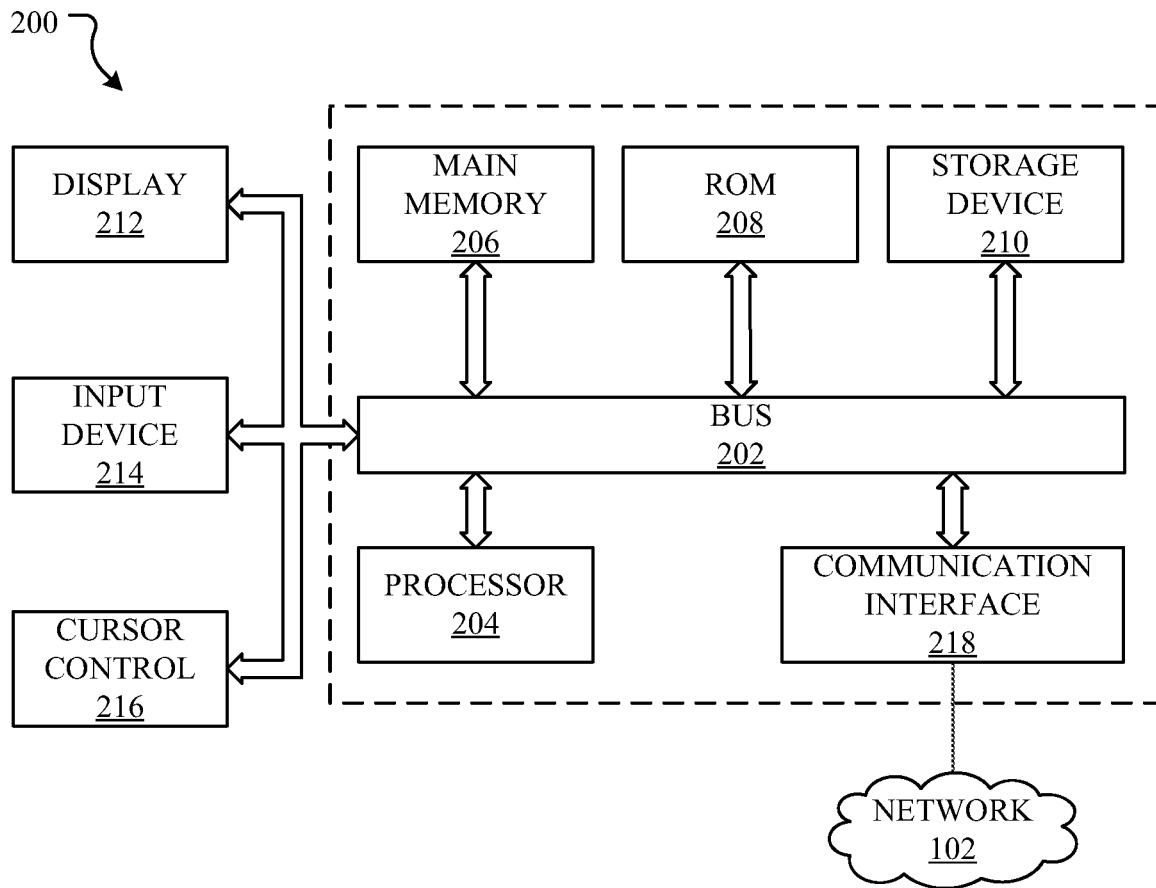 200
DISPLAY
212
MAIN
MEMORY
206
ROM
208
STORAGE
DEVICE
210
INPUT
DEVICE
214
BUS
202
CURSOR
CONTROL
216
PROCESSOR
204
COMMUNICATION
INTERFACE
218
NETWORK
102